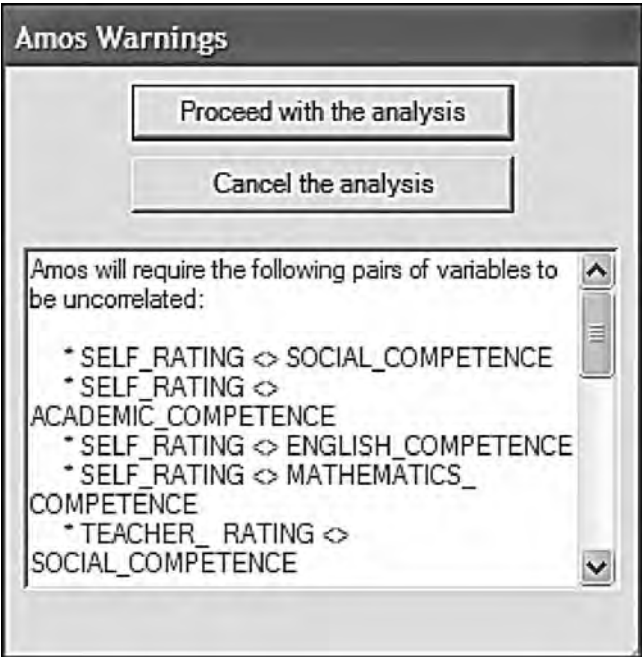 Amos Warnings
Proceed with the analysis
Cancel the analysis
Amos will require the following pairs of variables to
be uncorrelated:
* SELF_RATING <> SOCIAL_COMPETENCE
* SELF_RATING <>
ACADEMIC_COMPETENCE
* SELF_RATING <> ENGLISH_COMPETENCE
* SELF_RATING <> MATHEMATICS_
COMPETENCE
* TEACHER_ RATING <>
SOCIAL_COMPETENCE